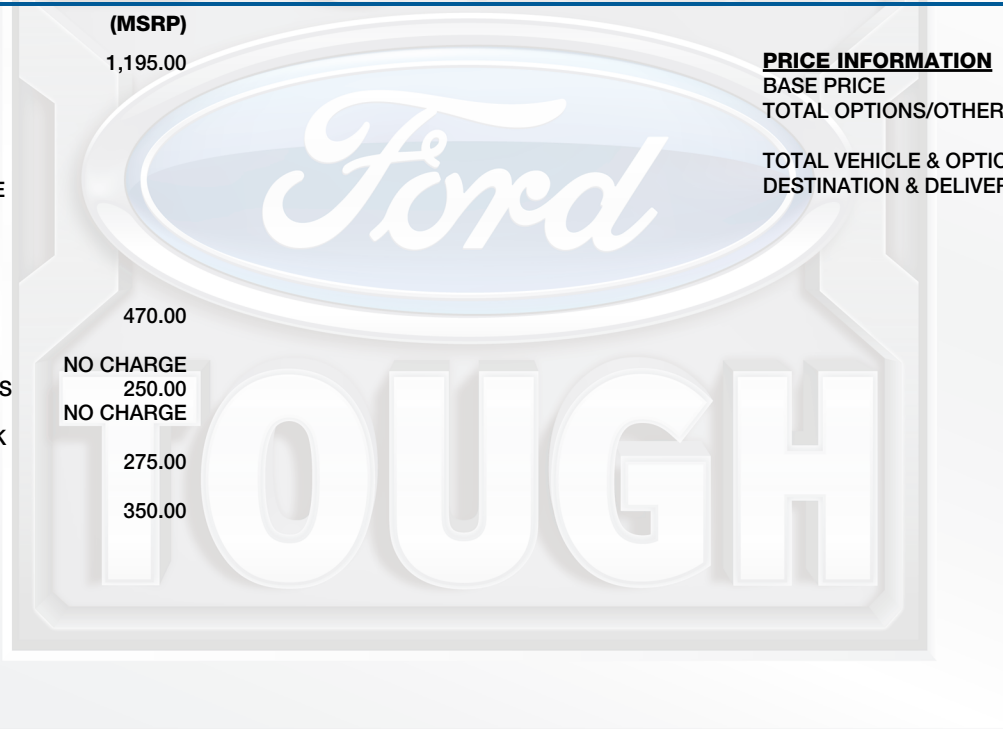 (MSRP)
1,195.00
E
470.00
NO CHARGE
S 250.00
NO CHARGE
K
275.00
350.00
PRICE INFORMATION
BASE PRICE
TOTAL OPTIONS/OTHER
TOTAL VEHICLE & OPTIO
DESTINATION & DELIVER
Ford
TOUGH